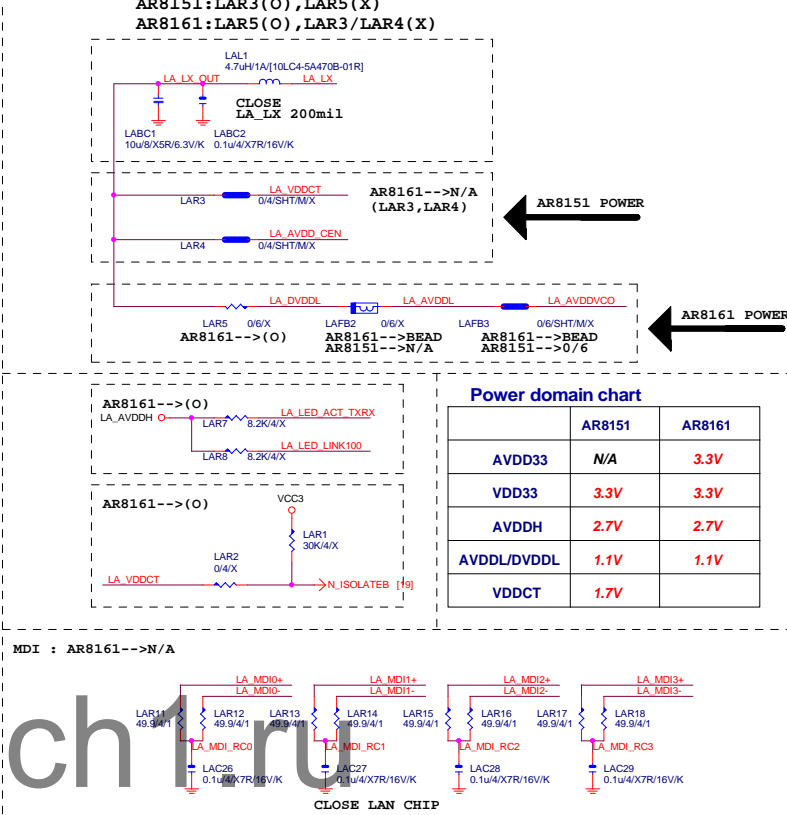 AR8151:LAR3(O),LAR5(X)
AR8161:LAR5(O),LAR3/LAR4(X)
LAL1
4.7uH/1A/[10LC4-5A470B-01R]
LA_LX_OUT
LA_LX
CLOSE
LA_LX 200mil
LABC1
10u/8/X5R/6.3V/K
LABC2
0.1u/4/X7R/16V/K
LA_VDDCT
LAR3
0/4/SHT/M/X
AR8161-->N/A
(LAR3,LAR4)
AR8151 POWER
LA_AVDD_CEN
LAR4
0/4/SHT/M/X
LA_DVDDL
LA_AVDDL
LA_AVDDVCO
AR8161 POWER
LAR5
0/6/X
LAFB2
0/6/X
LAFB3
0/6/SHT/M/X
AR8161-->(O)
AR8161-->BEAD
AR8151-->N/A
AR8161-->BEAD
AR8151-->0/6
AR8161-->(O)
LA_AVDDH
LA_LED_ACT_TXRX
LAR7
8.2K/4/X
LA_LED_LINK100
LAR8
8.2K/4/X
AR8161-->(O)
VCC3
LAR1
30K/4/X
LAR2
0/4/X
LA_VDDCT
N_ISOLATEB [19]
Power domain chart
AR8151 AR8161
AVDD33 N/A 3.3V
VDD33 3.3V 3.3V
AVDDH 2.7V 2.7V
AVDDL/DVDDL 1.1V 1.1V
VDDCT 1.7V
MDI : AR8161-->N/A
LA_MDI0+
LA_MDI0-
LA_MDI1+
LA_MDI1-
LA_MDI2+
LA_MDI2-
LA_MDI3+
LA_MDI3-
LAR11
49.9/4/1
LAR12
49.9/4/1
LAR13
49.9/4/1
LAR14
49.9/4/1
LAR15
49.9/4/1
LAR16
49.9/4/1
LAR17
49.9/4/1
LAR18
49.9/4/1
LA_MDI_RC0
LA_MDI_RC1
LA_MDI_RC2
LA_MDI_RC3
LAC26
0.1u/4/X7R/16V/K
LAC27
0.1u/4/X7R/16V/K
LAC28
0.1u/4/X7R/16V/K
LAC29
0.1u/4/X7R/16V/K
CLOSE LAN CHIP
ch1.ru